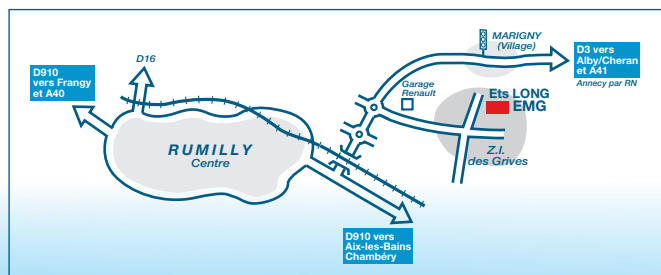 D910
vers Frangy
et A40
D16
RUMILLY
Centre
Garage
Renault
MARIGNY
(Village)
D3 vers
Alby/Cheran
et A41
Annecy par RN
Ets LONG
EMG
Z.I.
des Grives
D910 vers
Aix-les-Bains
Chambéry